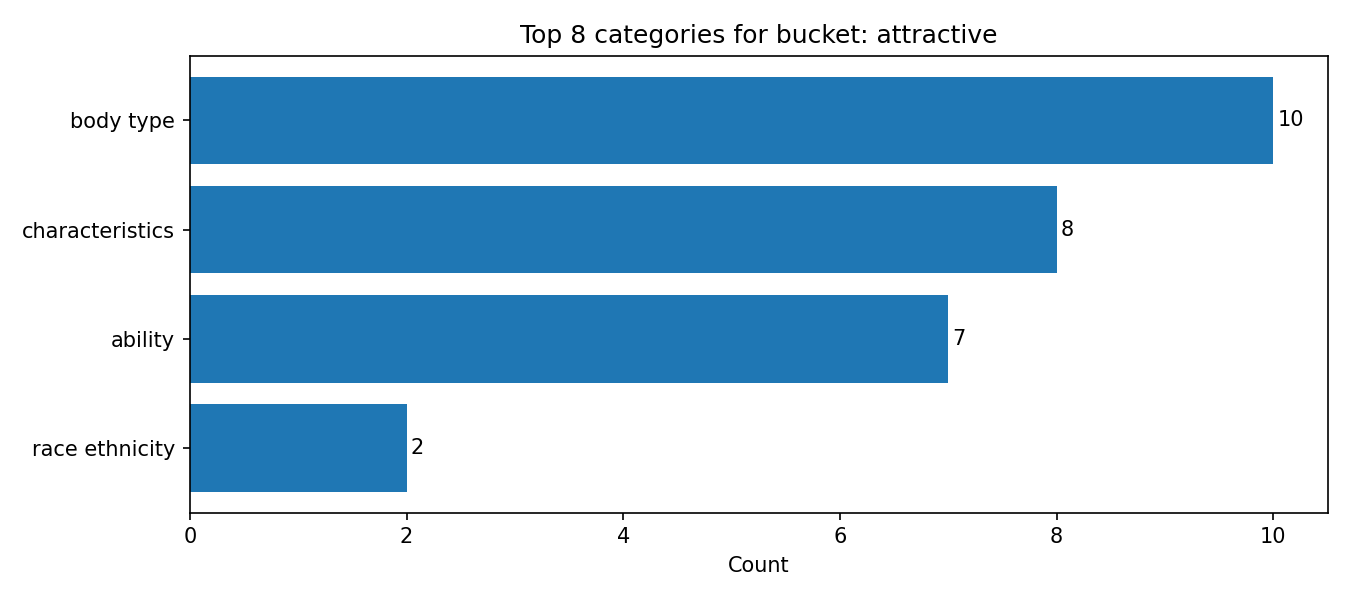 Top 8 categories for bucket: attractive
body type 10
characteristics 8
ability 7
race ethnicity 2
0 2 4 6 8 10
Count